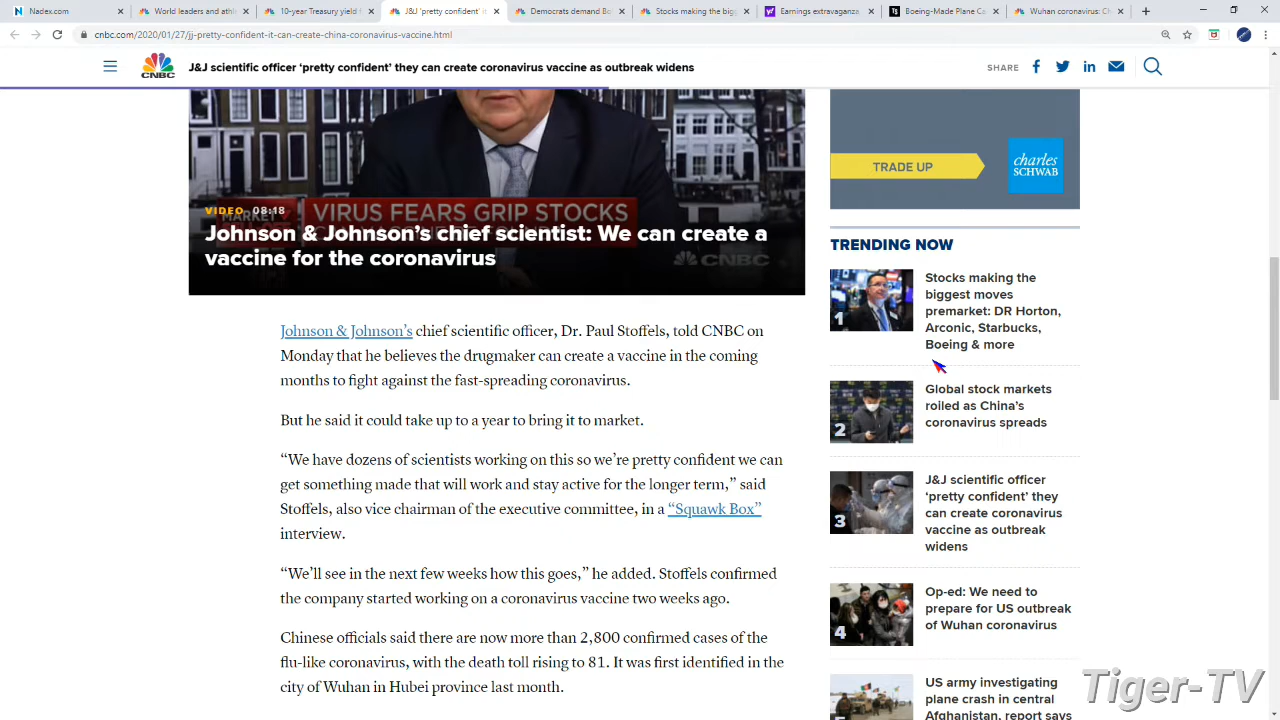 Nadex.com
World leaders and athl
10-year Treasury yield f
J&J 'pretty confident' i
Democrats demand Bol
Stocks making the big
Earnings extravaganza,
Boeing-Made Plane Ca
Wuhan coronavirus: C
cnbc.com/2020/01/27/jj-pretty-confident-it-can-create-china-coronavirus-vaccine.html
CNBC
J&J scientific officer ‘pretty confident’ they can create coronavirus vaccine as outbreak widens
SHARE
VIDEO 08:18
MARKET
VIRUS FEARS GRIP STOCKS
Johnson & Johnson’s chief scientist: We can create a
vaccine for the coronavirus
CNBC
Johnson & Johnson’s chief scientific officer, Dr. Paul Stoffels, told CNBC on
Monday that he believes the drugmaker can create a vaccine in the coming
months to fight against the fast-spreading coronavirus.
But he said it could take up to a year to bring it to market.
“We have dozens of scientists working on this so we’re pretty confident we can
get something made that will work and stay active for the longer term,” said
Stoffels, also vice chairman of the executive committee, in a “Squawk Box”
interview.
“We’ll see in the next few weeks how this goes,” he added. Stoffels confirmed
the company started working on a coronavirus vaccine two weeks ago.
Chinese officials said there are now more than 2,800 confirmed cases of the
flu-like coronavirus, with the death toll rising to 81. It was first identified in the
city of Wuhan in Hubei province last month.
TRADE UP
charles
SCHWAB
TRENDING NOW
1
Stocks making the
biggest moves
premarket: DR Horton,
Arconic, Starbucks,
Boeing & more
2
Global stock markets
roiled as China’s
coronavirus spreads
3
J&J scientific officer
‘pretty confident’ they
can create coronavirus
vaccine as outbreak
widens
4
Op-ed: We need to
prepare for US outbreak
of Wuhan coronavirus
US army investigating
plane crash in central
Afghanistan, report says
Tiger-TV